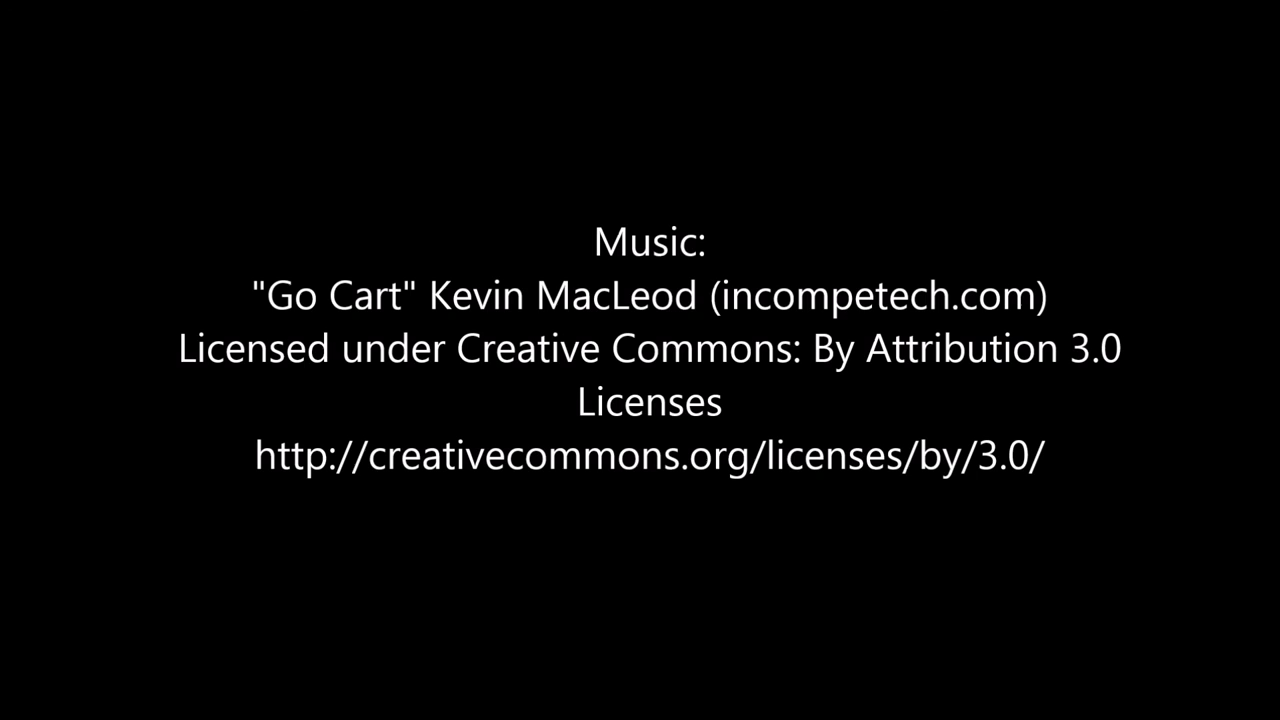 Music:
"Go Cart" Kevin MacLeod (incompetech.com)
Licensed under Creative Commons: By Attribution 3.0
Licenses
http://creativecommons.org/licenses/by/3.0/